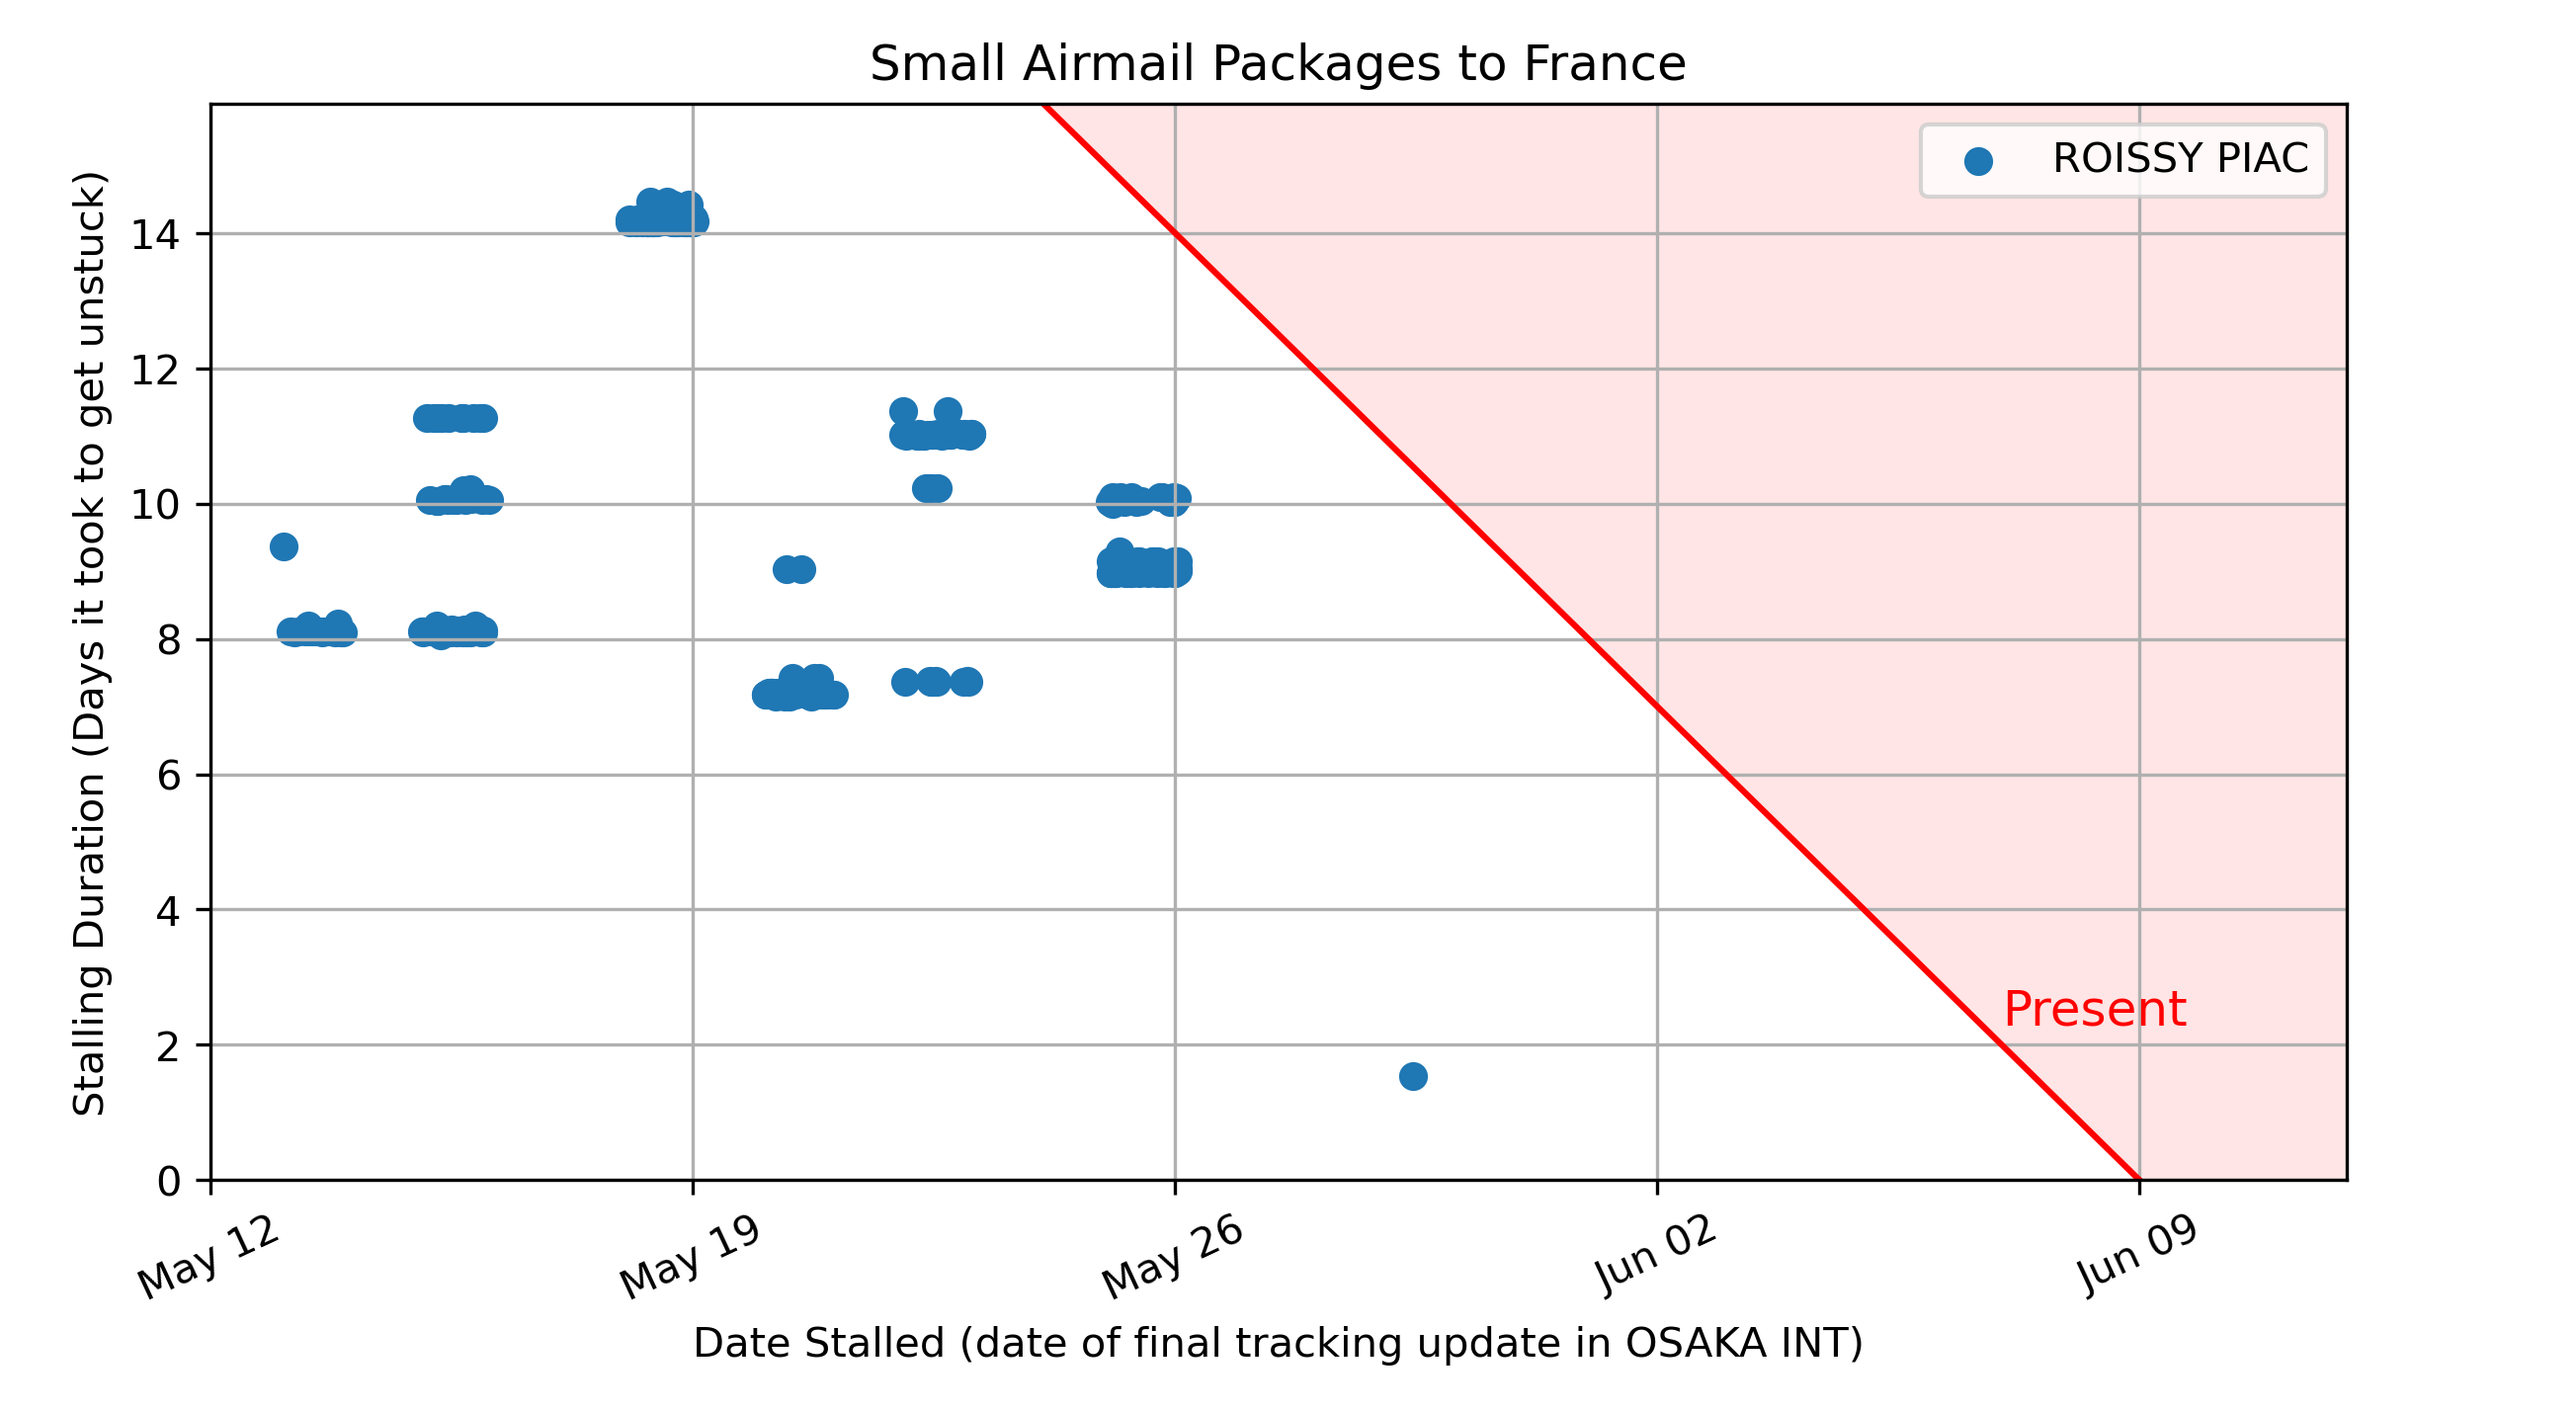 Small Airmail Packages to France
ROISSY PIAC
Stalling Duration (Days it took to get unstuck)
14
12
10
8
6
4
2
0
Present
May 12
May 19
May 26
Jun 02
Jun 09
Date Stalled (date of final tracking update in OSAKA INT)